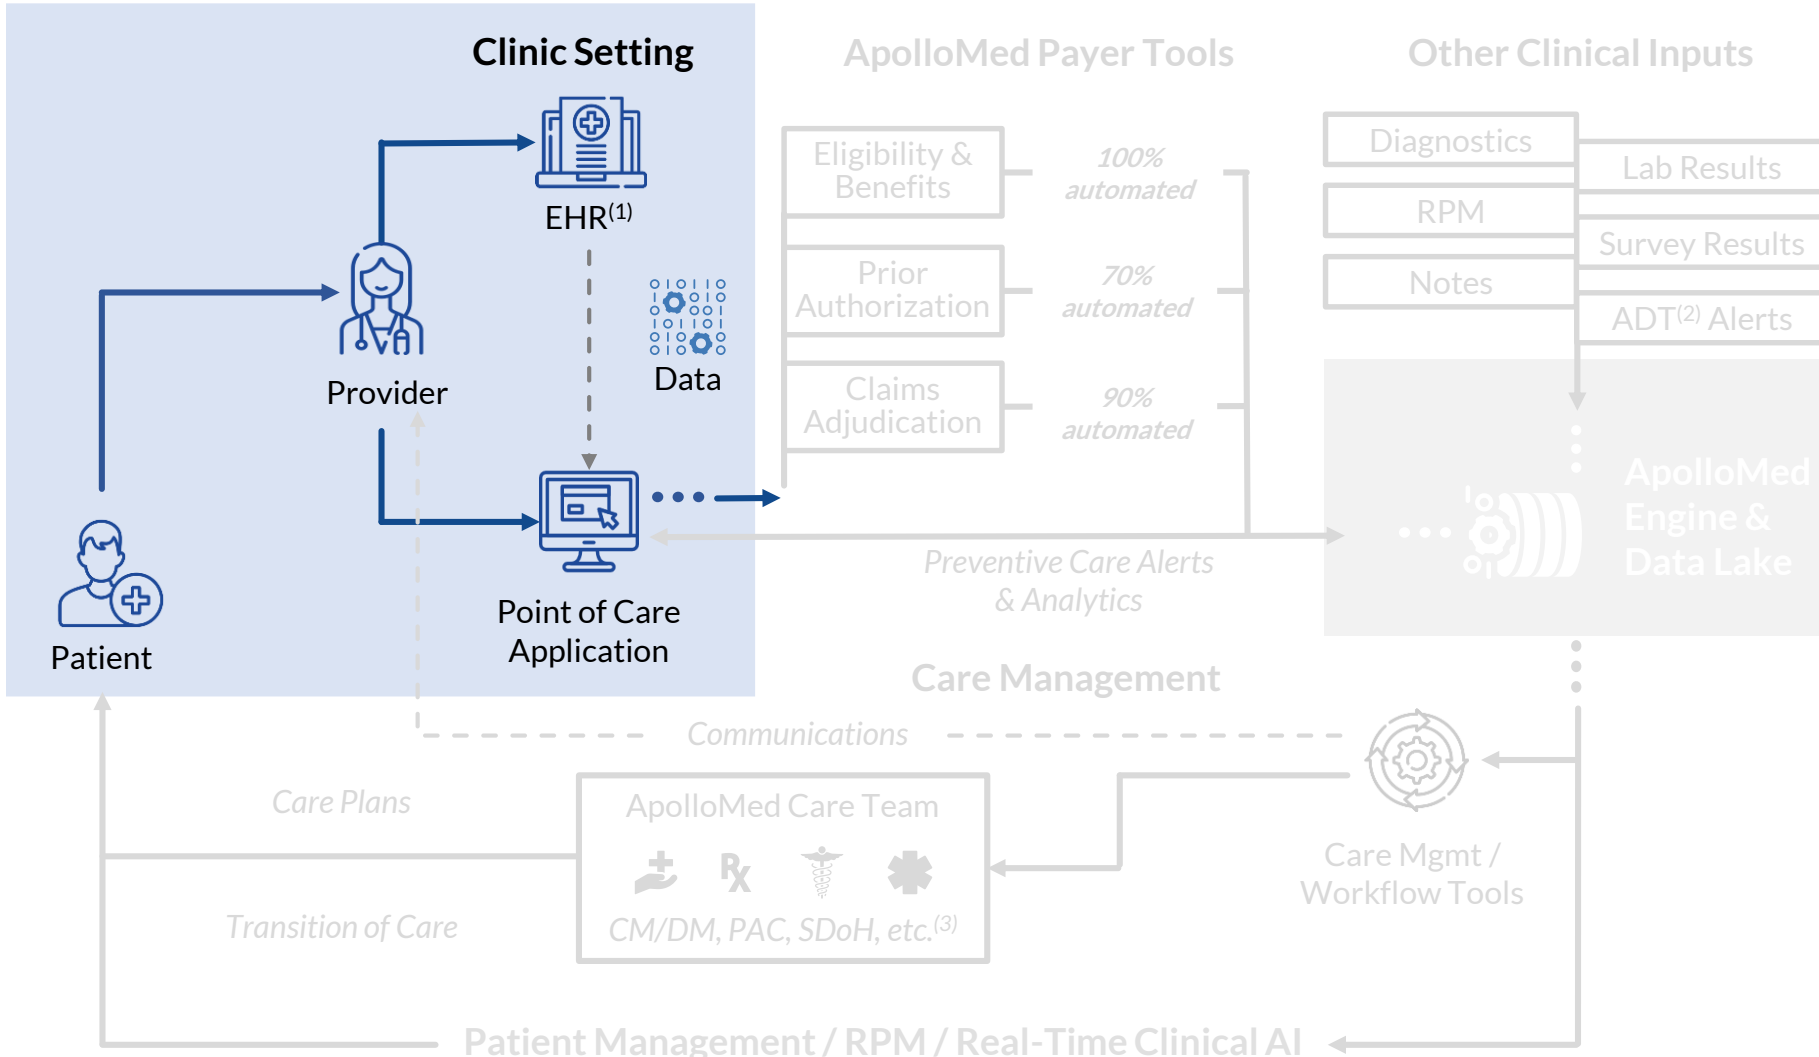 Clinic Setting
EHR(1)
Data
Provider
Point of Care
Application
Patient
ApolloMed Payer Tools
Eligibility &
Benefits
100%
automated
Prior
Authorization
70%
automated
Claims
Adjudication
90%
automated
Preventive Care Alerts
& Analytics
Other Clinical Inputs
Diagnostics
Lab Results
RPM
Survey Results
Notes
ADT(2) Alerts
ApolloMed
Engine &
Data Lake
Care Management
Communications
Care Plans
ApolloMed Care Team
Rx
CM/DM, PAC, SDoH, etc.(3)
Transition of Care
Care Mgmt /
Workflow Tools
Patient Management / RPM / Real-Time Clinical AI